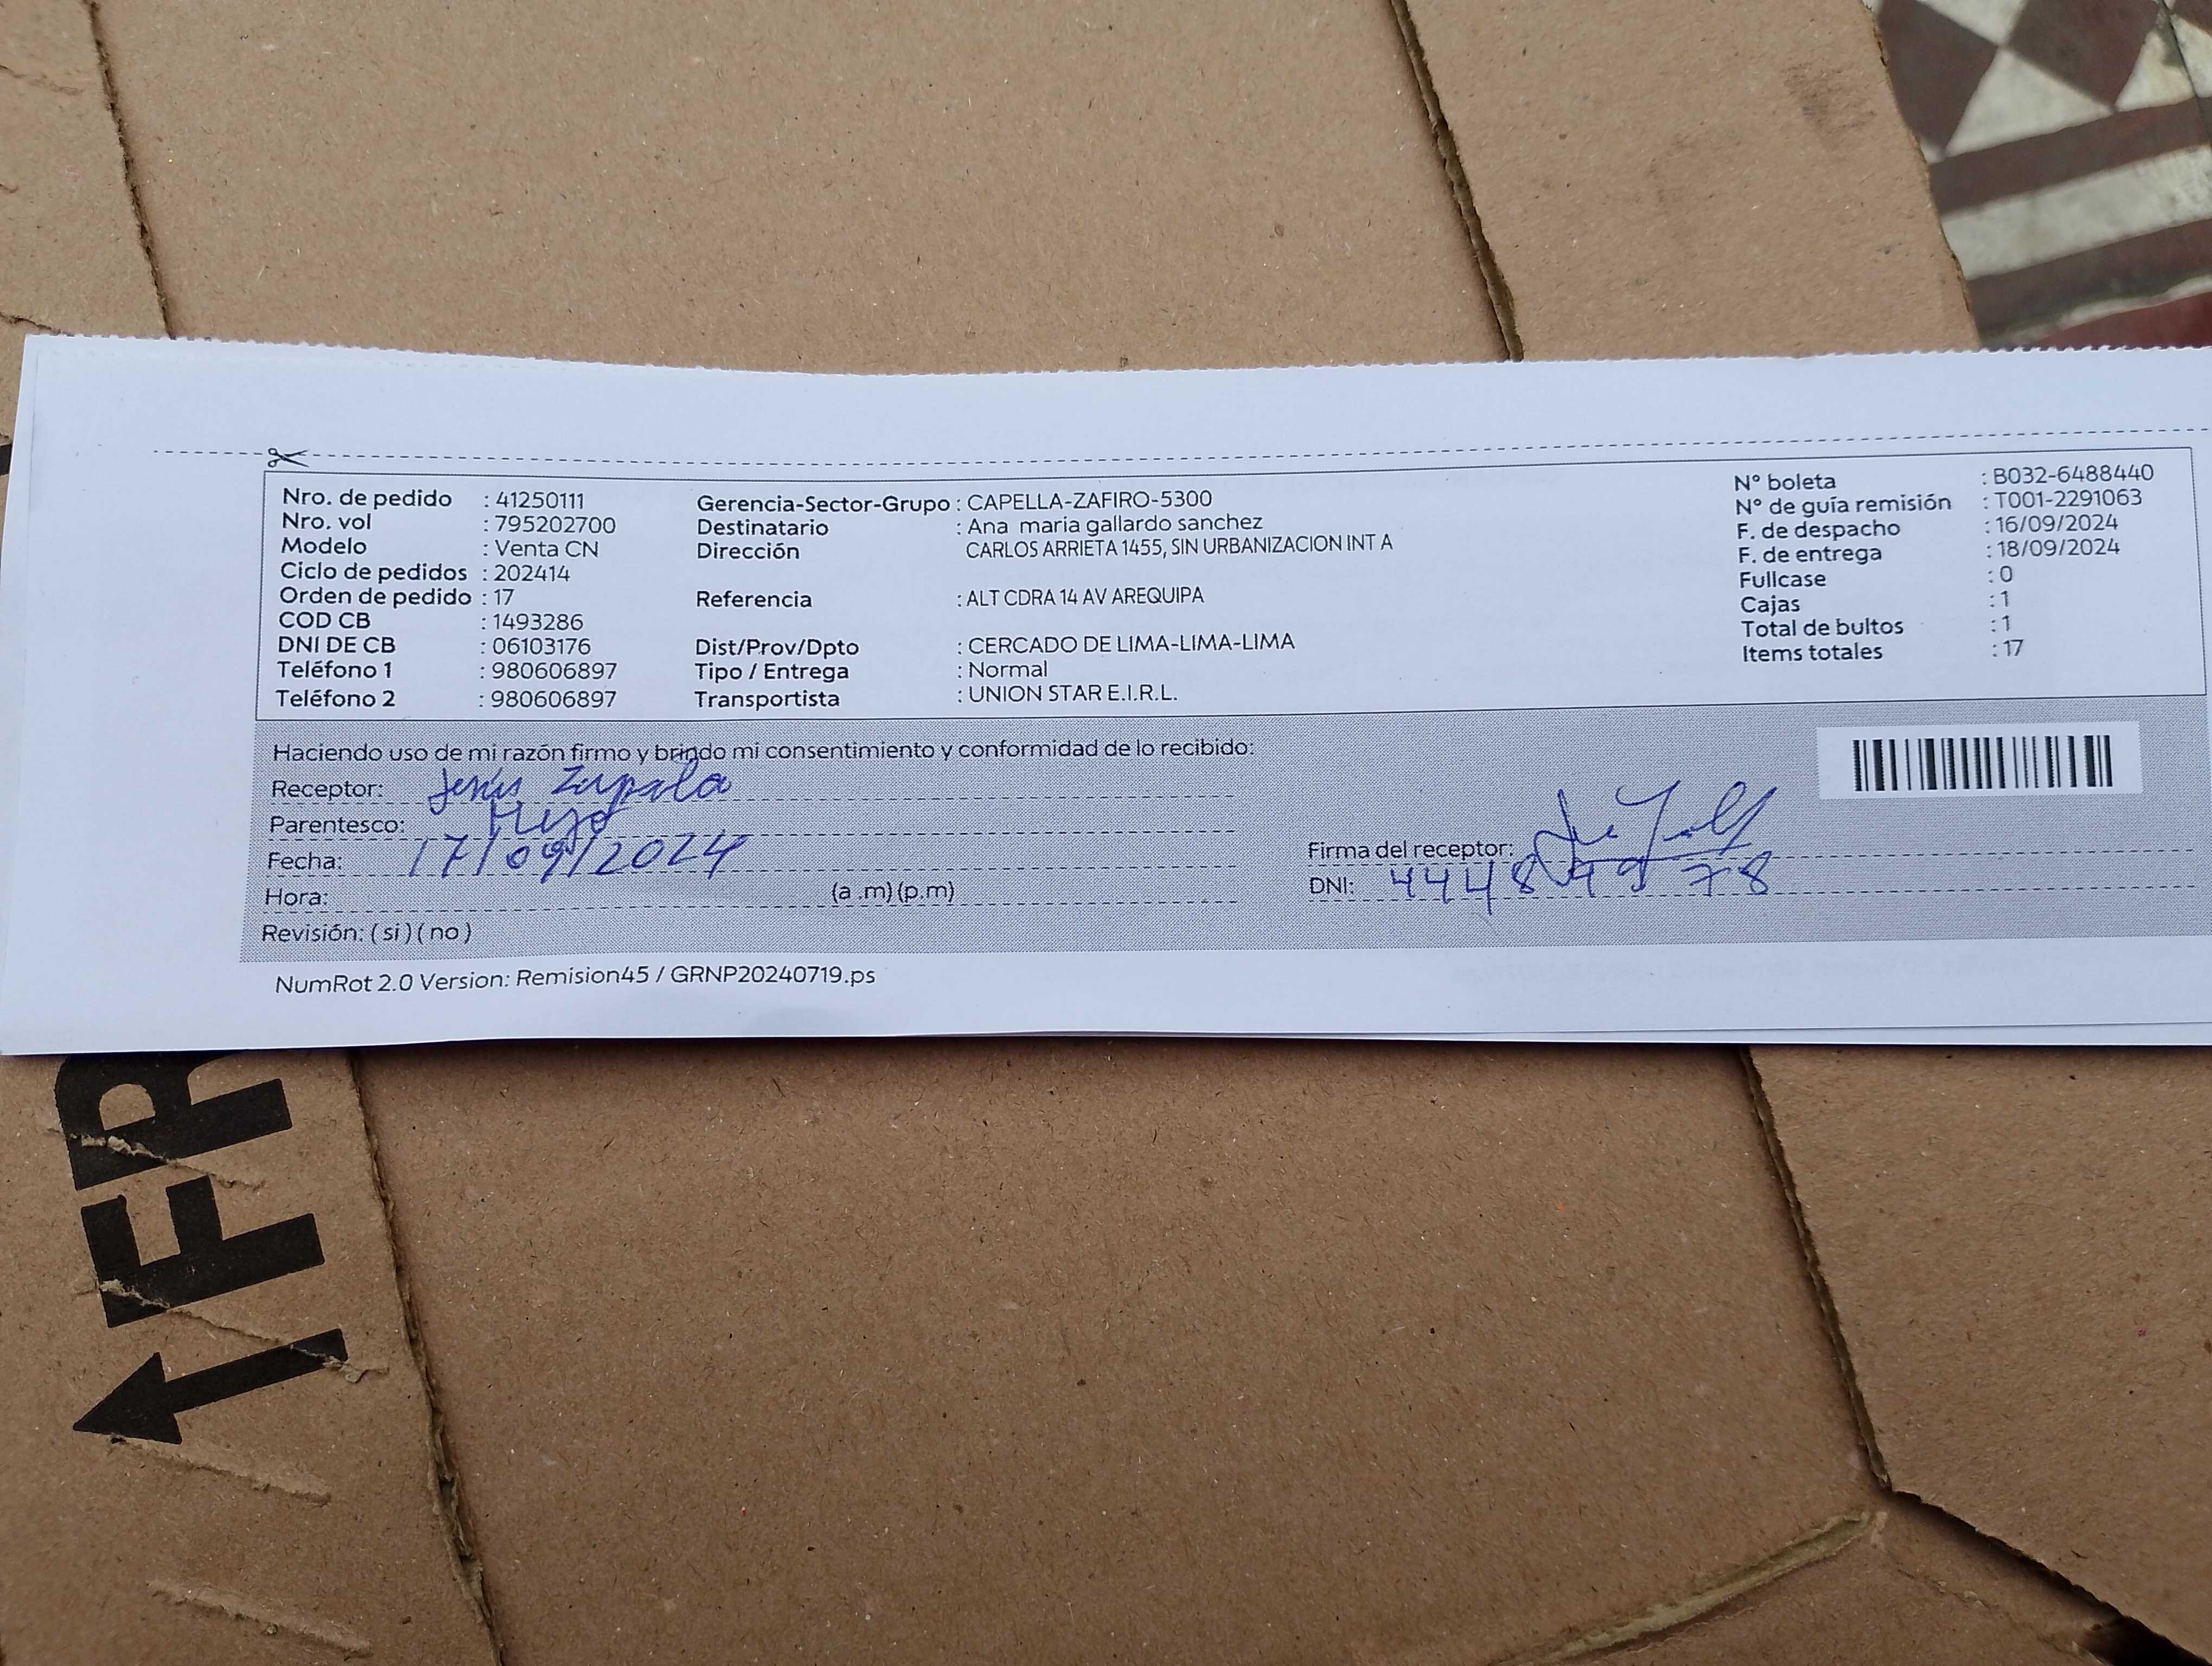 Nro. de pedido : 41250111
Nro. vol : 795202700
Modelo : Venta CN
Ciclo de pedidos : 202414
Orden de pedido : 17
COD CB : 1493286
DNI DE CB : 06103176
Teléfono 1 : 980606897
Teléfono 2 : 980606897
Gerencia-Sector-Grupo : CAPELLA-ZAFIRO-5300
Destinatario : Ana maria gallardo sanchez
Dirección CARLOS ARRIETA 1455, SIN URBANIZACION INT A
Referencia : ALT CDRA 14 AV AREQUIPA
Dist/Prov/Dpto : CERCADO DE LIMA-LIMA-LIMA
Tipo / Entrega : Normal
Transportista : UNION STAR E.I.R.L.
N° boleta : B032-6488440
N° de guía remisión : T001-2291063
F. de despacho : 16/09/2024
F. de entrega : 18/09/2024
Fullcase : 0
Cajas : 1
Total de bultos : 1
Items totales : 17
Haciendo uso de mi razón firmo y brindo mi consentimiento y conformidad de lo recibido:
Receptor: Jesús
Parentesco: Hijo
Fecha: 17/09/2024
Hora: (a .m) (p.m)
Revisión: ( si ) ( no )
Firma del receptor:
DNI:
NumRot 2.0 Version: Remision45 / GRNP20240719.ps